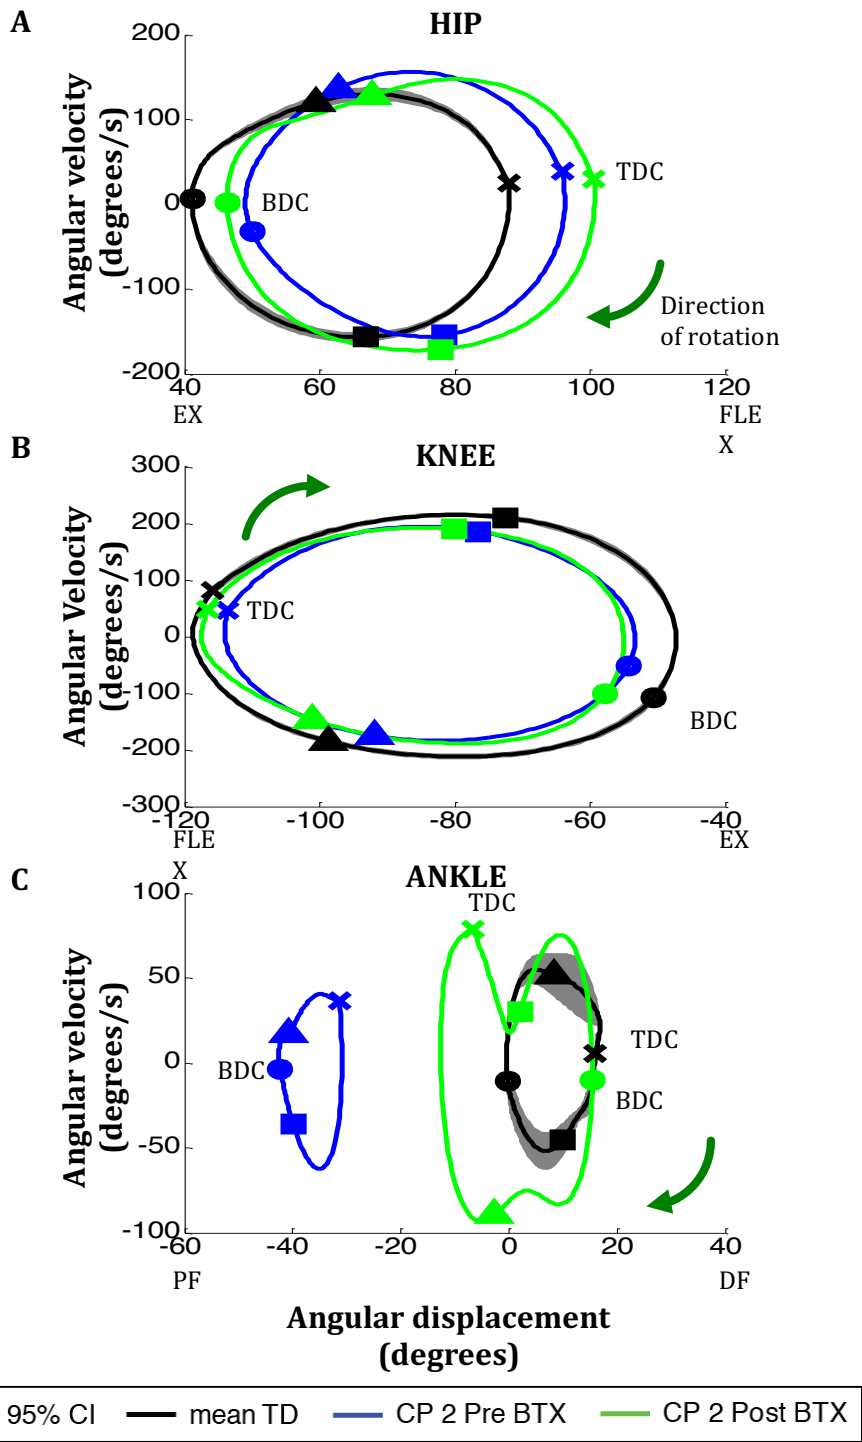 A
HIP
200
100
0
-100
-200
Angular velocity
(degrees/s)
BDC
TDC
Direction
of rotation
40
60
80
100
120
EX
FLE
X
B
KNEE
300
200
100
0
-100
-200
-300
Angular Velocity
(degrees/s)
TDC
BDC
-120
-100
-80
-60
-40
FLE
X
EX
C
ANKLE
TDC
100
50
0
-50
-100
Angular velocity
(degrees/s)
BDC
TDC
BDC
-60
-40
-20
0
20
40
PF
DF
Angular displacement
(degrees)
95% CI
mean TD
CP 2 Pre BTX
CP 2 Post BTX